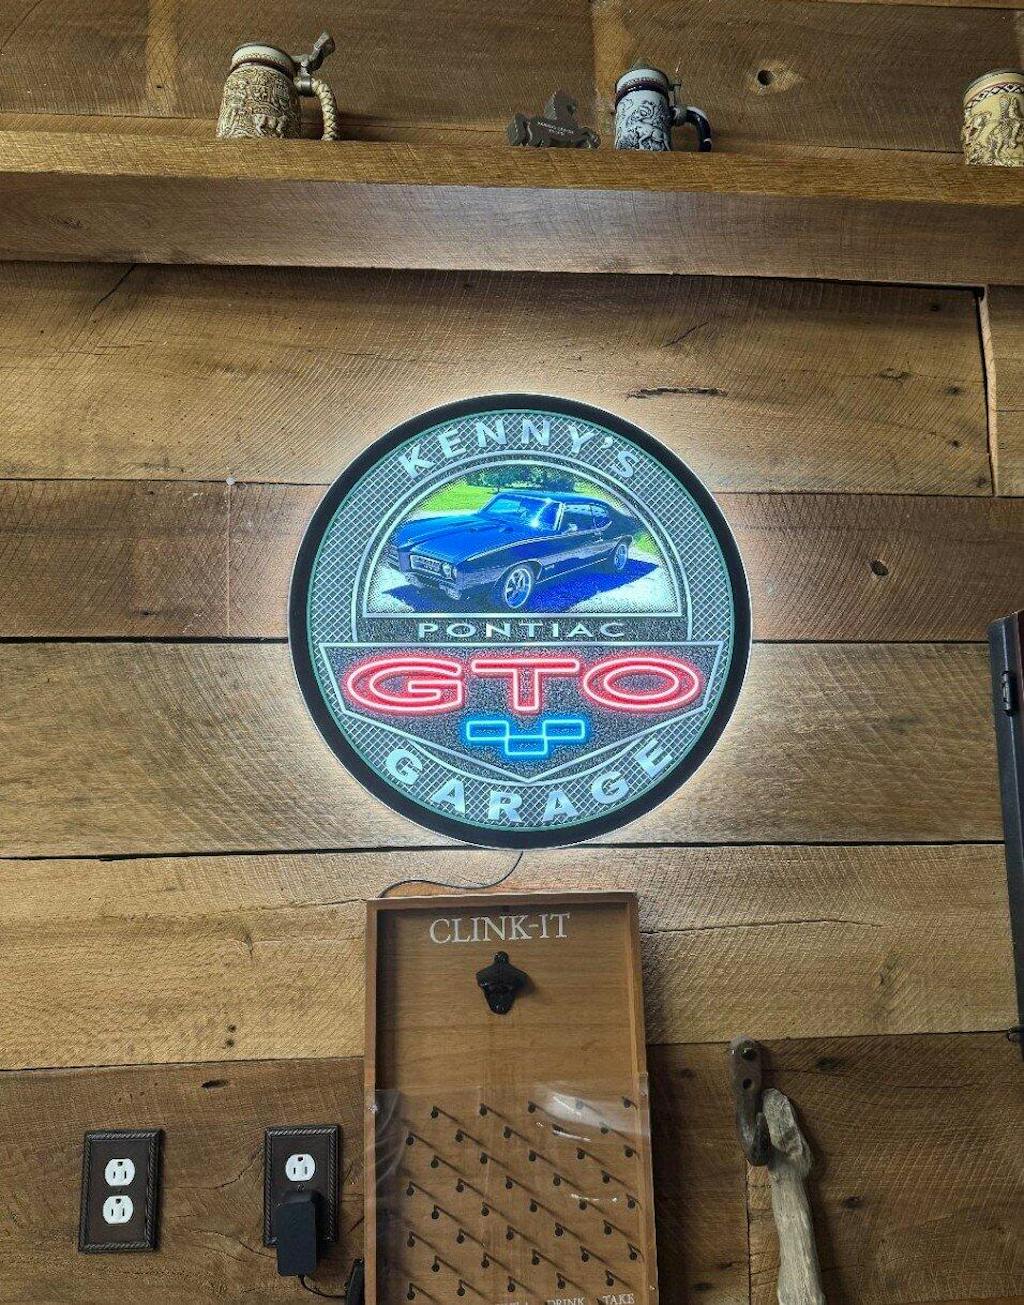 KENNY'S
PONTIAC
GTO
GARAGE
CLINK-IT
DRINK TAKE